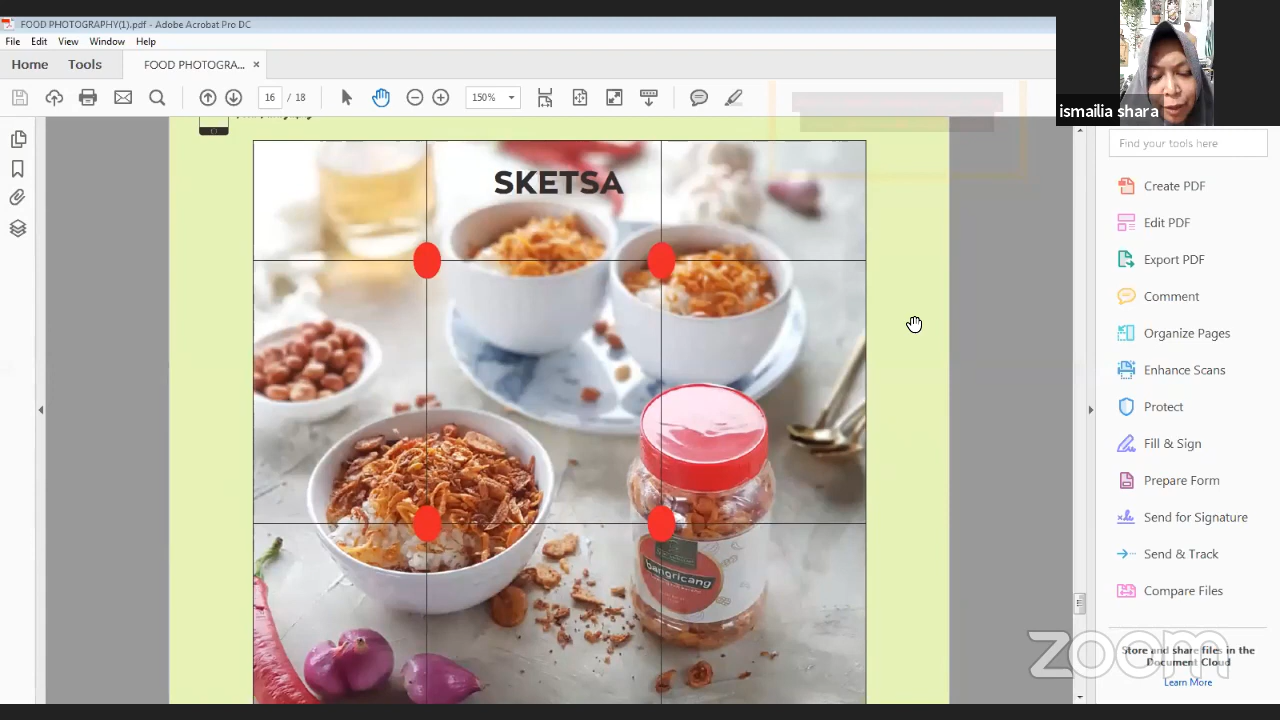 FOOD PHOTOGRAPHY(1).pdf - Adobe Acrobat Pro DC
File Edit View Window Help
Home Tools FOOD PHOTOGRA... ×
16 / 18 150%
ismailia shara
Find your tools here
SKETSA
Create PDF
Edit PDF
Export PDF
Comment
Organize Pages
Enhance Scans
Protect
Fill & Sign
Prepare Form
Send for Signature
Send & Track
Compare Files
bangricang
zoom
Store and share files in the
Document Cloud
Learn More